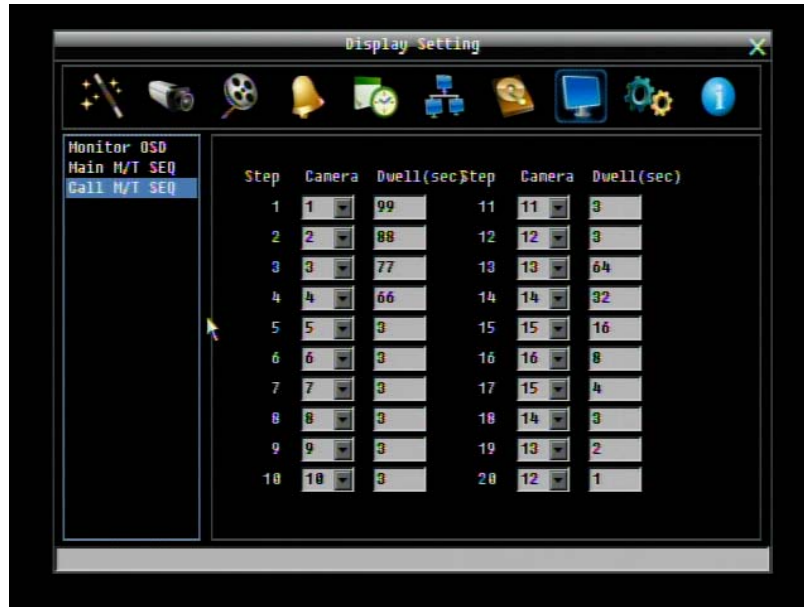 Display Setting
X
Monitor OSD
Main M/T SEQ
Call M/T SEQ
Step Camera Dwell(sec) Step Camera Dwell(sec)
1 1 99 11 11 3
2 2 88 12 12 3
3 3 77 13 13 64
4 4 66 14 14 32
5 5 3 15 15 16
6 6 3 16 16 8
7 7 3 17 15 4
8 8 3 18 14 3
9 9 3 19 13 2
10 10 3 20 12 1